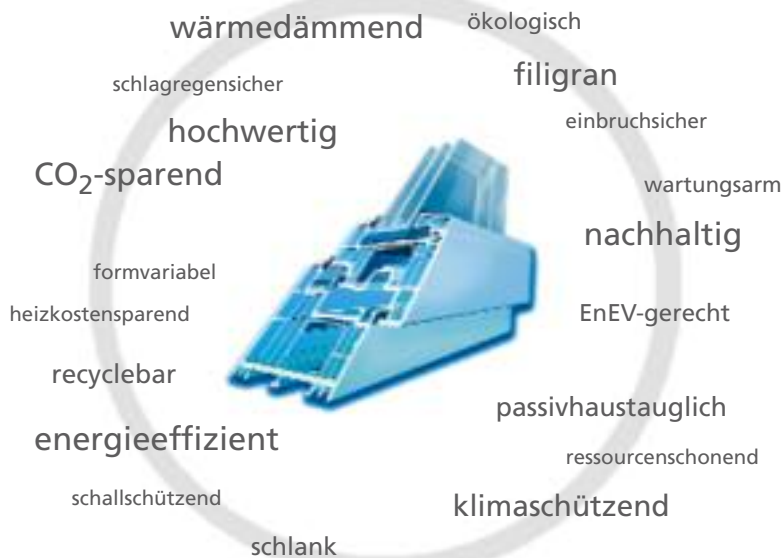 wärmedämmend
ökologisch
schlagregensicher
filigran
hochwertig
einbruchsicher
CO₂-sparend
wartungsarm
nachhaltig
formvariabel
heizkostensparend
EnEV-gerecht
recyclebar
passivhaustauglich
energieeffizient
ressourcenschonend
schallschützend
klimaschützend
schlank